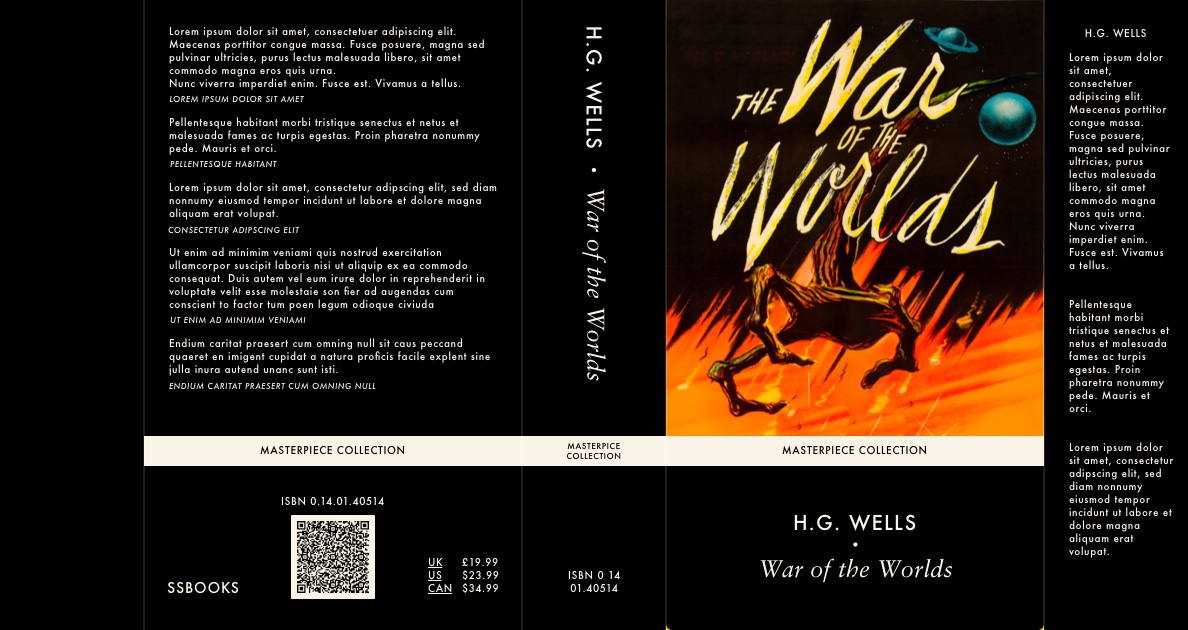 Lorem ipsum dolor sit amet, consectetuer adipiscing elit.
Maecenas porttitor congue massa. Fusce posuere, magna sed
pulvinar ultricies, purus lectus malesuada libero, sit amet
commodo magna eros quis urna.
Nunc viverra imperdiet enim. Fusce est. Vivamus a tellus.
LOREM IPSUM DOLOR SIT AMET
Pellentesque habitant morbi tristique senectus et netus et
malesuada fames ac turpis egestas. Proin pharetra nonummy
pede. Mauris et orci.
PELLENTESQUE HABITANT
Lorem ipsum dolor sit amet, consectetur adipscing elit, sed diam
nonnumy eiusmod tempor incidunt ut labore et dolore magna
aliquam erat volupat.
CONSECTETUR ADIPSCING ELIT
Ut enim ad minimim veniami quis nostrud exercitation
ullamcorpor suscipit laboris nisi ut aliquip ex ea commodo
consequat. Duis autem vel eum irure dolor in reprehenderit in
voluptate velit esse molestaie son fier ad augendas cum
conscient to factor tum poen legum odioque civiuda
UT ENIM AD MINIMIM VENIAMI
Endium caritat praesert cum omning null sit caus peccand
quaeret en imigent cupidat a natura proficis facile explent sine
julla inura autend unanc sunt isti.
ENDIUM CARITAT PRAESERT CUM OMNING NULL
MASTERPIECE COLLECTION
ISBN 0.14.01.40514
SSBOOKS
UK £19.99
US $23.99
CAN $34.99
H.G. WELLS • War of the Worlds
MASTERPICE
COLLECTION
ISBN 0 14
01.40514
THE War
OF THE
Worlds
MASTERPIECE COLLECTION
H.G. WELLS
•
War of the Worlds
H.G. WELLS
Lorem ipsum dolor
sit amet,
consectetuer
adipiscing elit.
Maecenas porttitor
congue massa.
Fusce posuere,
magna sed pulvinar
ultricies, purus
lectus malesuada
libero, sit amet
commodo magna
eros quis urna.
Nunc viverra
imperdiet enim.
Fusce est. Vivamus
a tellus.
Pellentesque
habitant morbi
tristique senectus et
netus et malesuada
fames ac turpis
egestas. Proin
pharetra nonummy
pede. Mauris et
orci.
Lorem ipsum dolor
sit amet, consectetur
adipscing elit, sed
diam nonnumy
eiusmod tempor
incidunt ut labore et
dolore magna
aliquam erat
volupat.